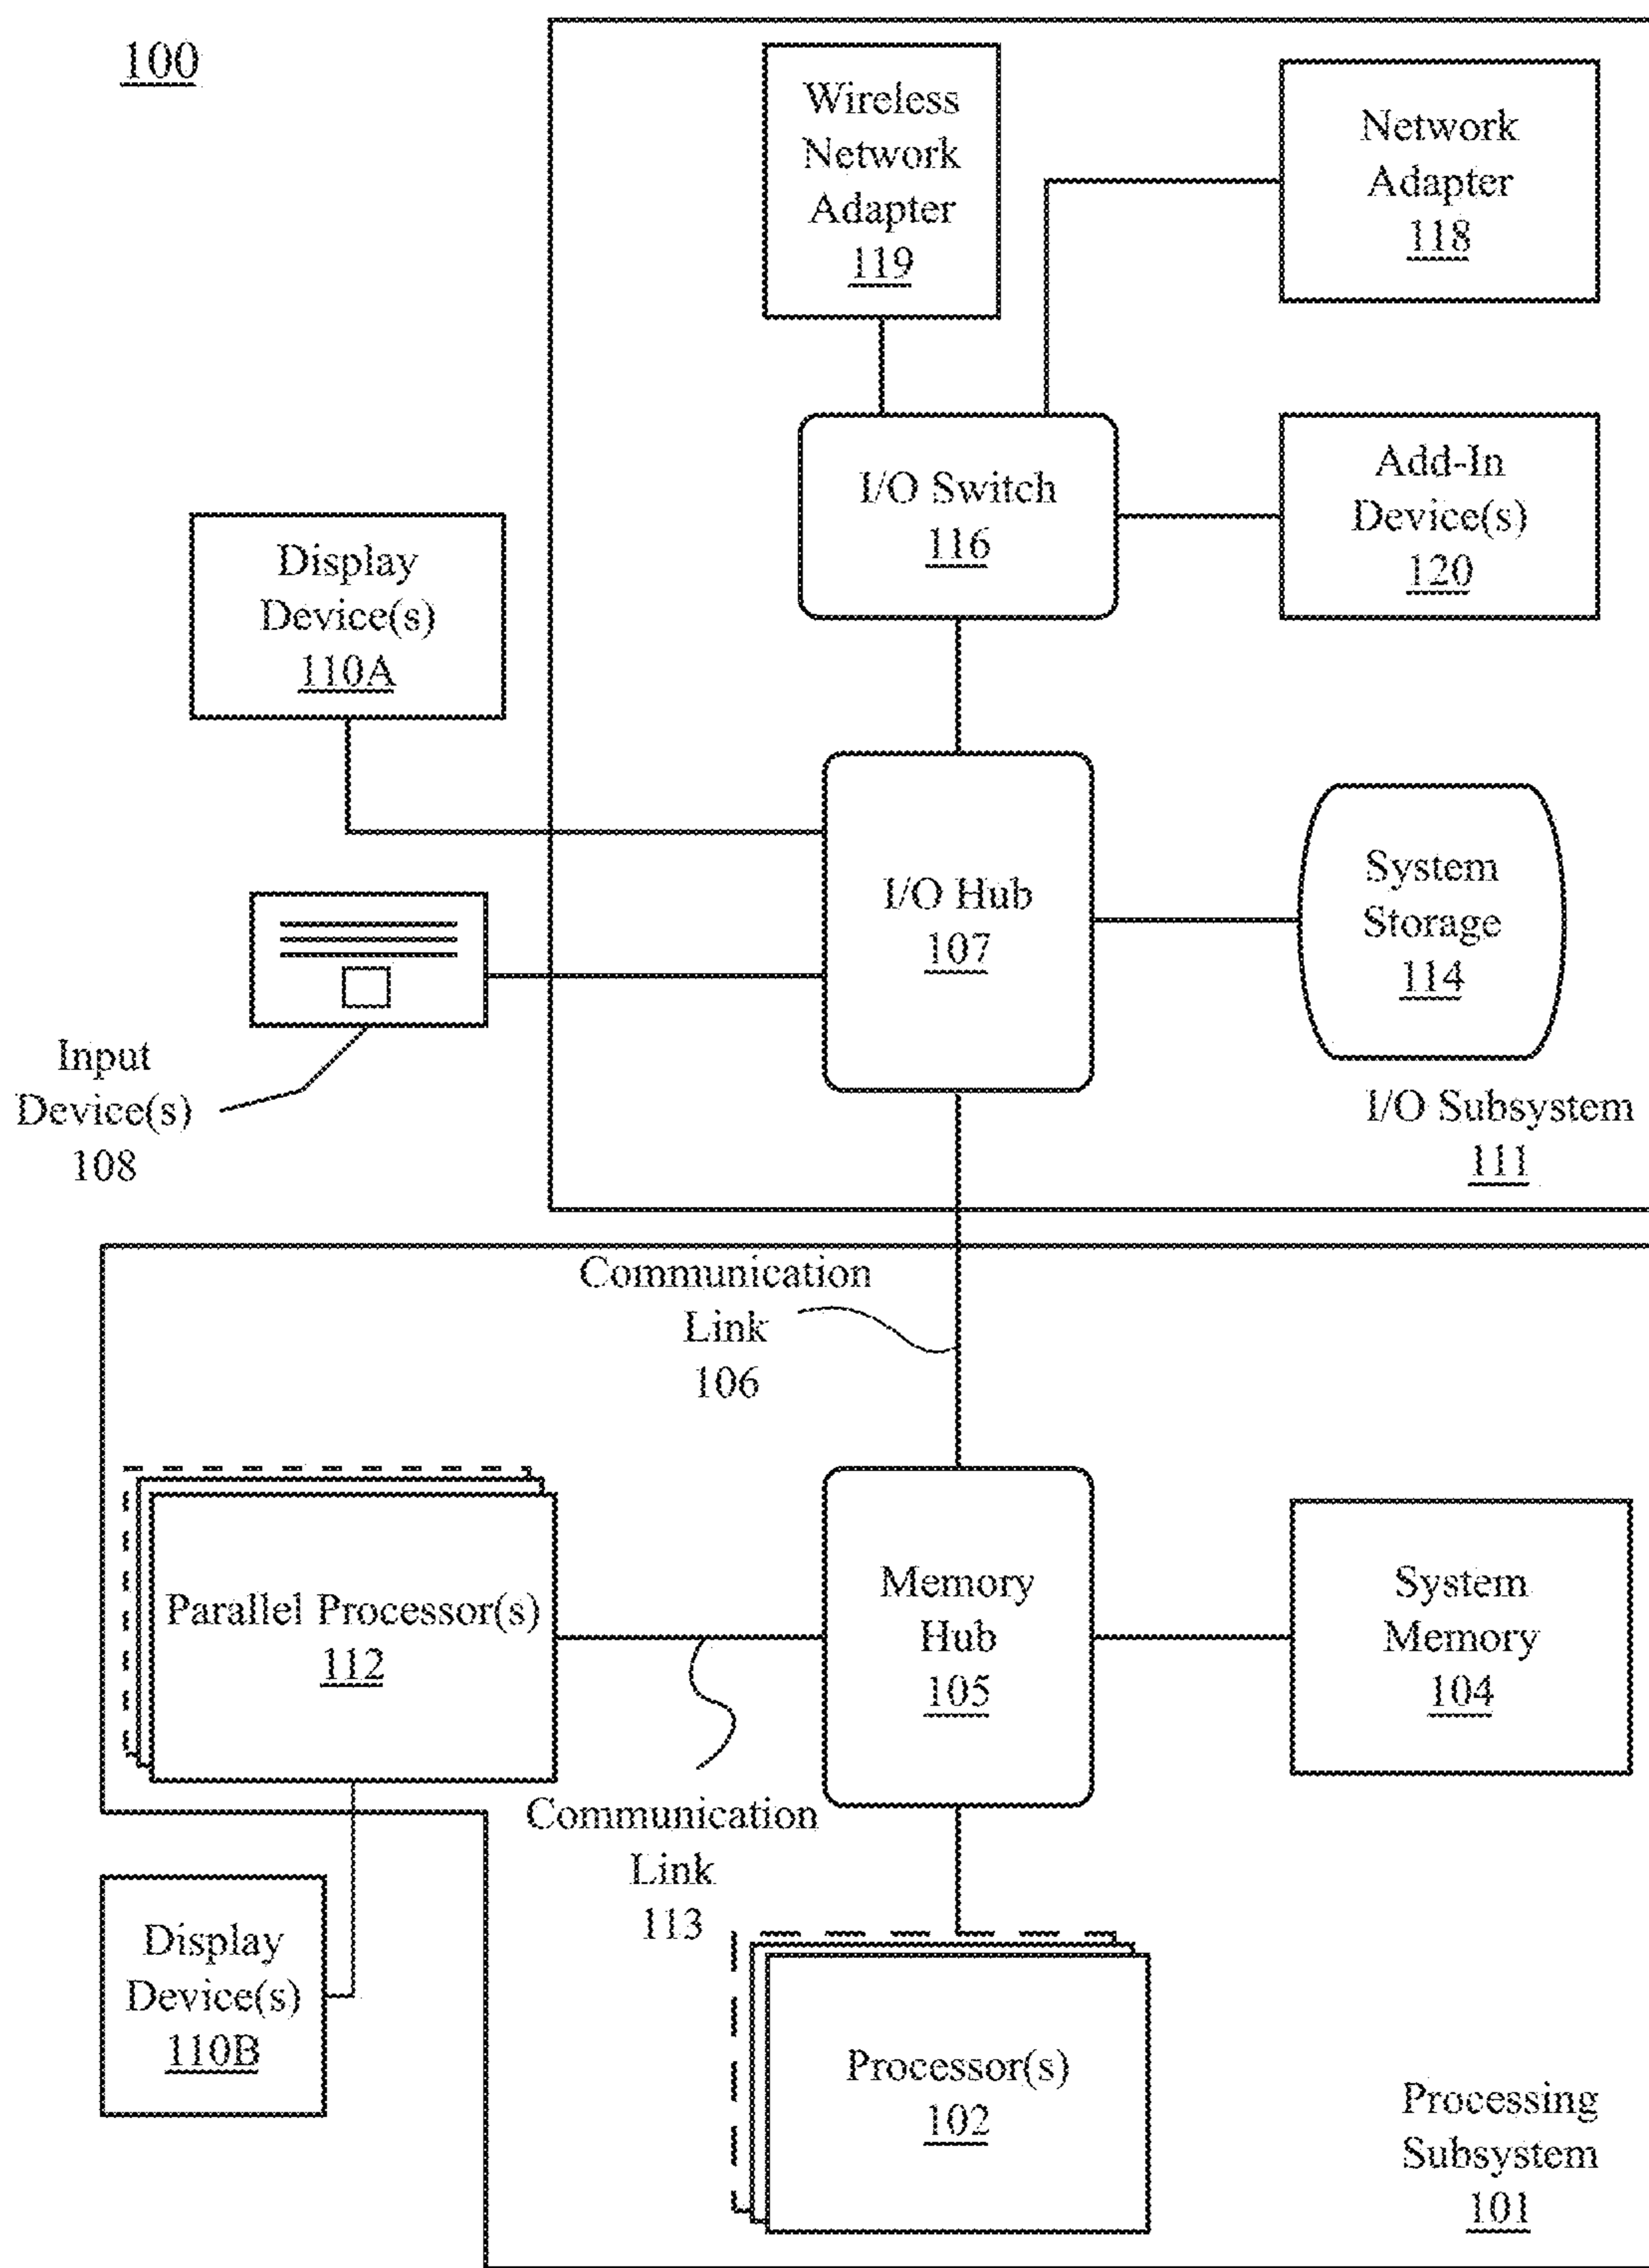 100
Wireless
Network
Adapter
119
Network
Adapter
118
I/O Switch
116
Add-In
Device(s)
120
Display
Device(s)
110A
I/O Hub
107
System
Storage
114
Input
Device(s)
108
I/O Subsystem
111
Communication
Link
106
Parallel Processor(s)
112
Memory
Hub
105
System
Memory
104
Communication
Link
113
Display
Device(s)
110B
Processor(s)
102
Processing
Subsystem
101